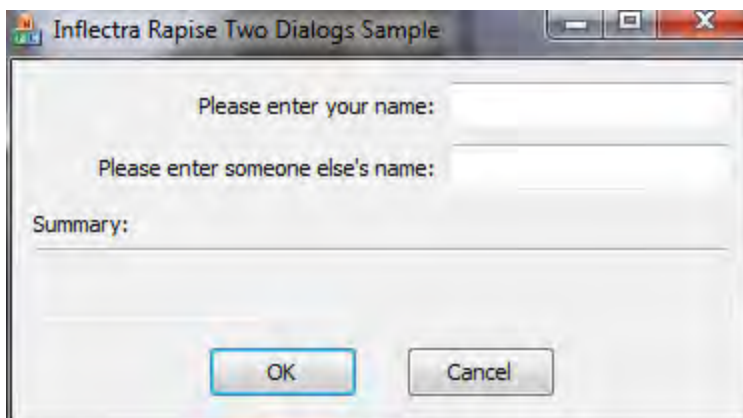 Inflectra Rapise Two Dialogs Sample
Please enter your name:
Please enter someone else's name:
Summary:
OK Cancel